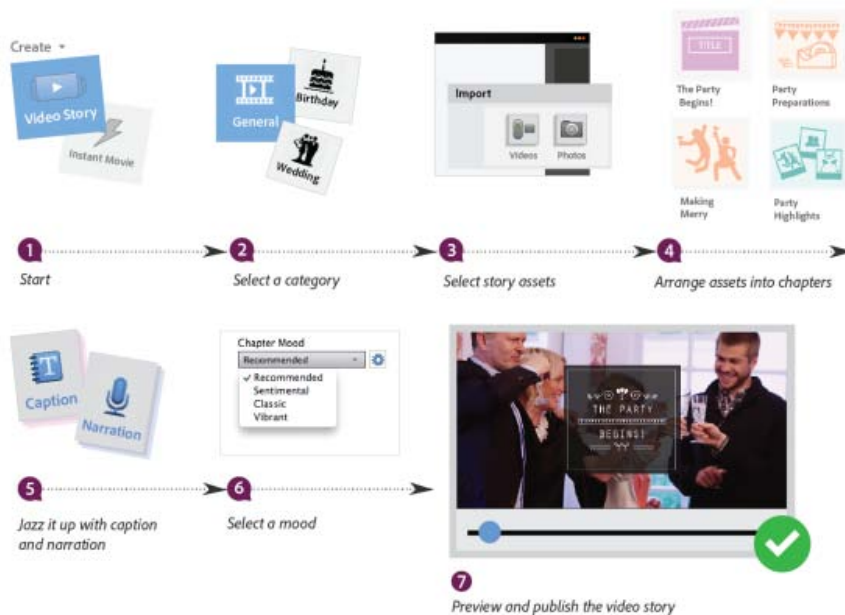 Create
Video Story
Instant Movie
General
Birthday
Wedding
Import
Videos
Photos
TITLE
The Party
Begins!
Party
Preparations
Making
Merry
Party
Highlights
1
Start
2
Select a category
3
Select story assets
4
Arrange assets into chapters
T
Caption
Narration
Chapter Mood
Recommended
Recommended
Sentimental
Classic
Vibrant
THE PARTY
BEGINS!
5
Jazz it up with caption
and narration
6
Select a mood
7
Preview and publish the video story